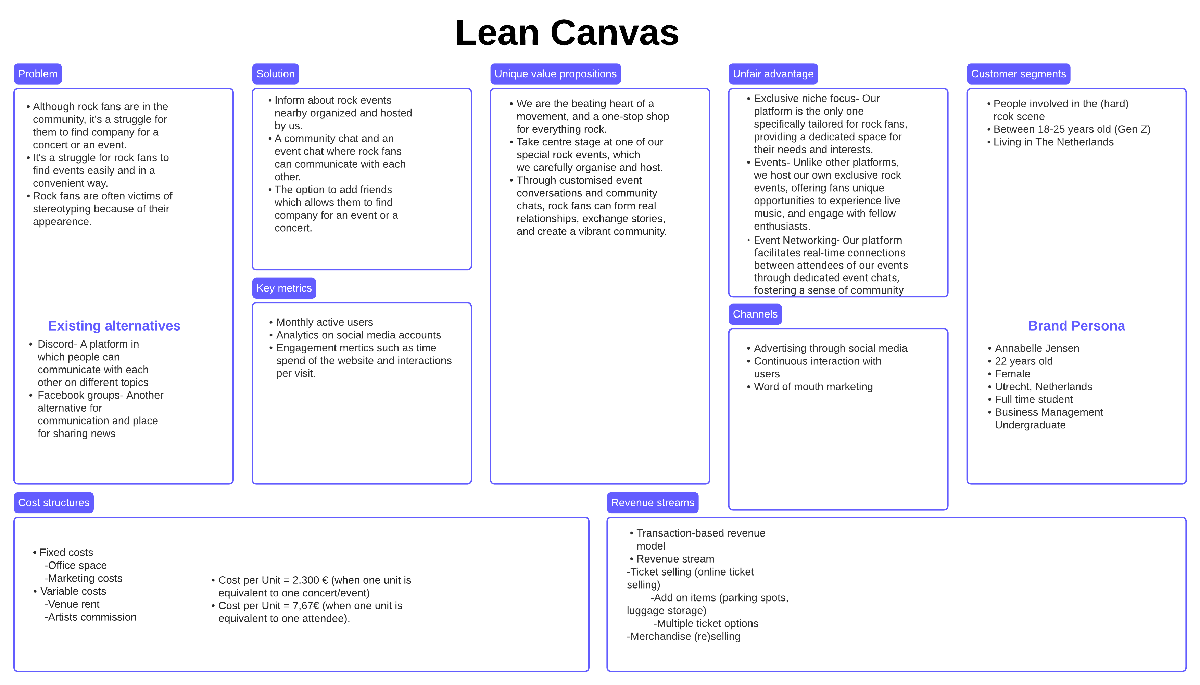 Lean Canvas
Problem
• Although rock fans are in the
community, it's a struggle for
them to find company for a
concert or an event.
• It's a struggle for rock fans to
find events easily and in a
convenient way.
• Rock fans are often victims of
stereotyping because of their
appearence.
Existing alternatives
• Discord- A platform in
which people can
communicate with each
other on different topics
• Facebook groups- Another
alternative for
communication and place
for sharing news
Solution
• Inform about rock events
nearby organized and hosted
by us.
• A community chat and an
event chat where rock fans
can communicate with each
other.
• The option to add friends
which allows them to find
company for an event or a
concert.
Key metrics
• Monthly active users
• Analytics on social media accounts
• Engagement mertics such as time
spend of the website and interactions
per visit.
Unique value propositions
• We are the beating heart of a
movement, and a one-stop shop
for everything rock.
• Take centre stage at one of our
special rock events, which
we carefully organise and host.
• Through customised event
conversations and community
chats, rock fans can form real
relationships, exchange stories,
and create a vibrant community.
Unfair advantage
• Exclusive niche focus- Our
platform is the only one
specifically tailored for rock fans,
providing a dedicated space for
their needs and interests.
• Events- Unlike other platforms,
we host our own exclusive rock
events, offering fans unique
opportunities to experience live
music, and engage with fellow
enthusiasts.
• Event Networking- Our platform
facilitates real-time connections
between attendees of our events
through dedicated event chats,
fostering a sense of community
Channels
• Advertising through social media
• Continuous interaction with
users
• Word of mouth marketing
Customer segments
• People involved in the (hard)
rcok scene
• Between 18-25 years old (Gen Z)
• Living in The Netherlands
Brand Persona
• Annabelle Jensen
• 22 years old
• Female
• Utrecht, Netherlands
• Full time student
• Business Management
Undergraduate
Cost structures
• Fixed costs
-Office space
-Marketing costs
• Variable costs
-Venue rent
-Artists commission
• Cost per Unit = 2.300 € (when one unit is
equivalent to one concert/event)
• Cost per Unit = 7,67€ (when one unit is
equivalent to one attendee).
Revenue streams
• Transaction-based revenue
model
• Revenue stream
-Ticket selling (online ticket
selling)
-Add on items (parking spots,
luggage storage)
-Multiple ticket options
-Merchandise (re)selling